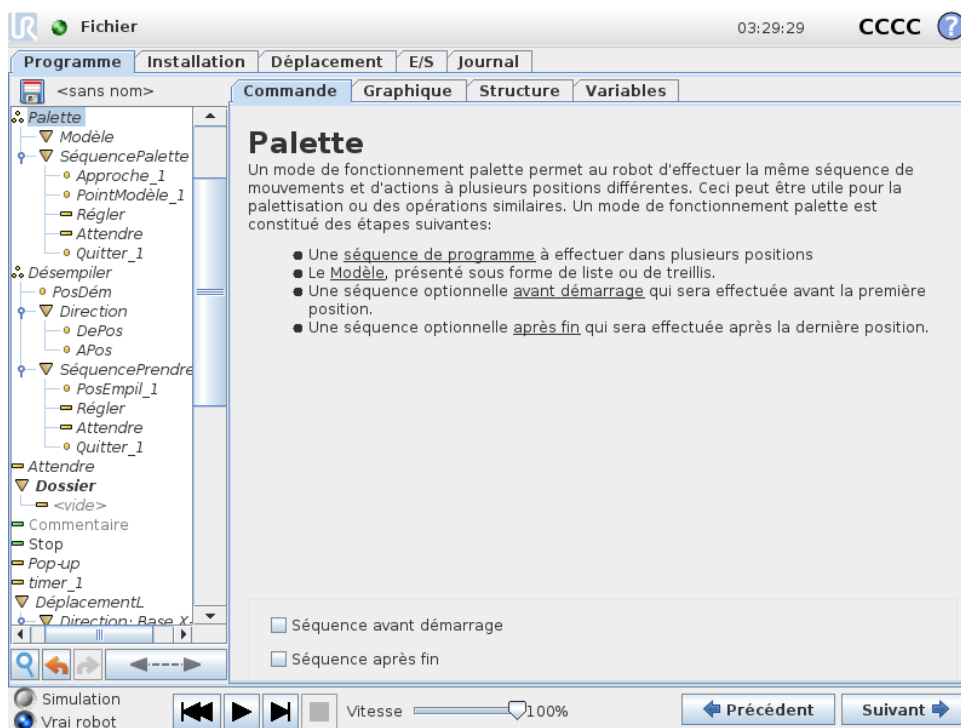 UR Fichier 03:29:29 CCCC ?
Programme Installation Déplacement E/S Journal
<sans nom>
Commande Graphique Structure Variables
Palette
Modèle
SéquencePalette
Approche_1
PointModèle_1
Régler
Attendre
Quitter_1
Désempiler
PosDém
Direction
DePos
APos
SéquencePrendre
PosEmpil_1
Régler
Attendre
Quitter_1
Attendre
Dossier
<vide>
Commentaire
Stop
Pop-up
timer_1
DéplacementL
Direction: Base X-
Palette
Un mode de fonctionnement palette permet au robot d'effectuer la même séquence de
mouvements et d'actions à plusieurs positions différentes. Ceci peut être utile pour la
palettisation ou des opérations similaires. Un mode de fonctionnement palette est
constitué des étapes suivantes:
● Une séquence de programme à effectuer dans plusieurs positions
● Le Modèle, présenté sous forme de liste ou de treillis.
● Une séquence optionnelle avant démarrage qui sera effectuée avant la première
position.
● Une séquence optionnelle après fin qui sera effectuée après la dernière position.
Séquence avant démarrage
Séquence après fin
Simulation
Vrai robot
Vitesse 100%
Précédent
Suivant